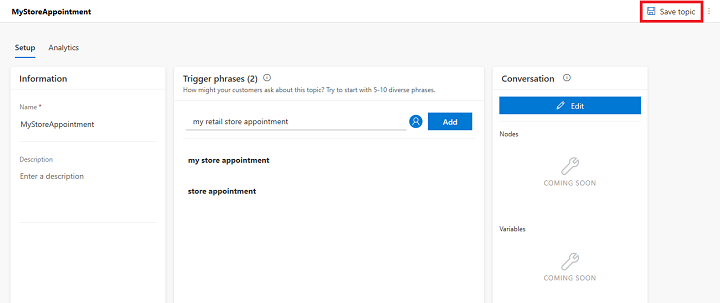 MyStoreAppointment
Save topic
Setup
Analytics
Information
Name *
MyStoreAppointment
Description
Enter a description
Trigger phrases (2)
How might your customers ask about this topic? Try to start with 5-10 diverse phrases.
my retail store appointment
Add
my store appointment
store appointment
Conversation
Edit
Nodes
COMING SOON
Variables
COMING SOON